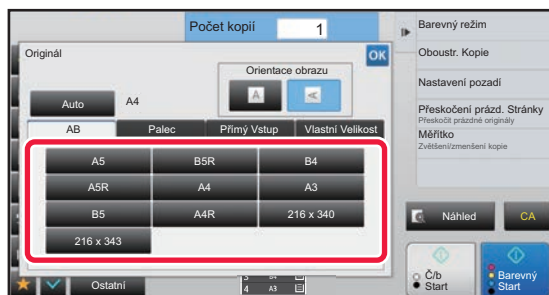 Počet kopií 1
Originál
OK
Orientace obrazu
A A
Auto A4
AB Palec Přímý Vstup Vlastní Velikost
A5 B5R B4
A5R A4 A3
B5 A4R 216 x 340
216 x 343
Ostatní
4 A3
Barevný režim
Oboustr. Kopie
Nastavení pozadí
Přeskočení prázd. Stránky
Přeskočit prázdné originály
Měřítko
Zvětšení/zmenšení kopie
Náhled CA
Č/b
Start
Barevný
Start